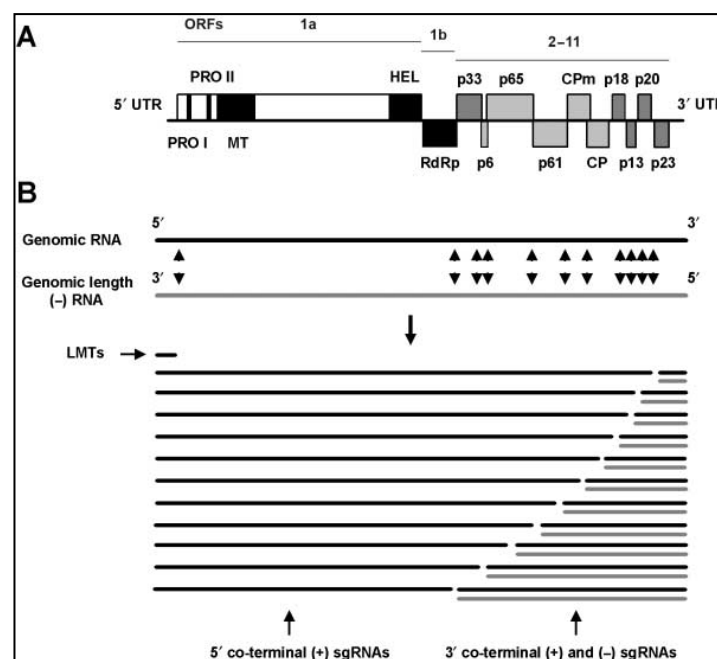 A
ORFs 1a 1b 2–11
PRO II HEL p33 p65 CPm p18 p20
5′ UTR 3′ UT
PRO I MT RdRp p6 p61 CP p13 p23
B
5′ 3′
Genomic RNA
Genomic length 3′ 5′
(–) RNA
LMTs
5′ co-terminal (+) sgRNAs 3′ co-terminal (+) and (–) sgRNAs